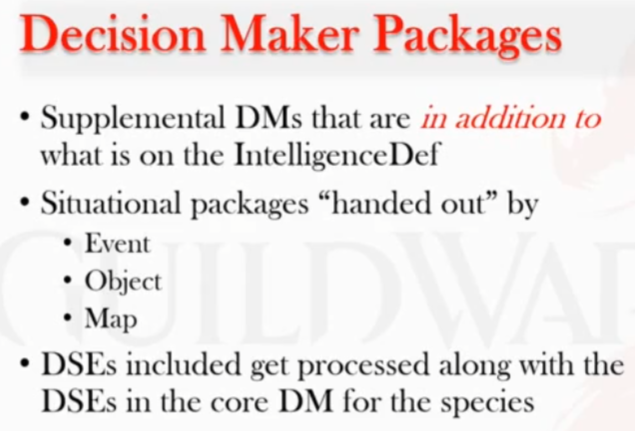 Decision Maker Packages
• Supplemental DMs that are in addition to
what is on the IntelligenceDef
• Situational packages “handed out” by
• Event
• Object
• Map
GUILDWAR
• DSEs included get processed along with the
DSEs in the core DM for the species